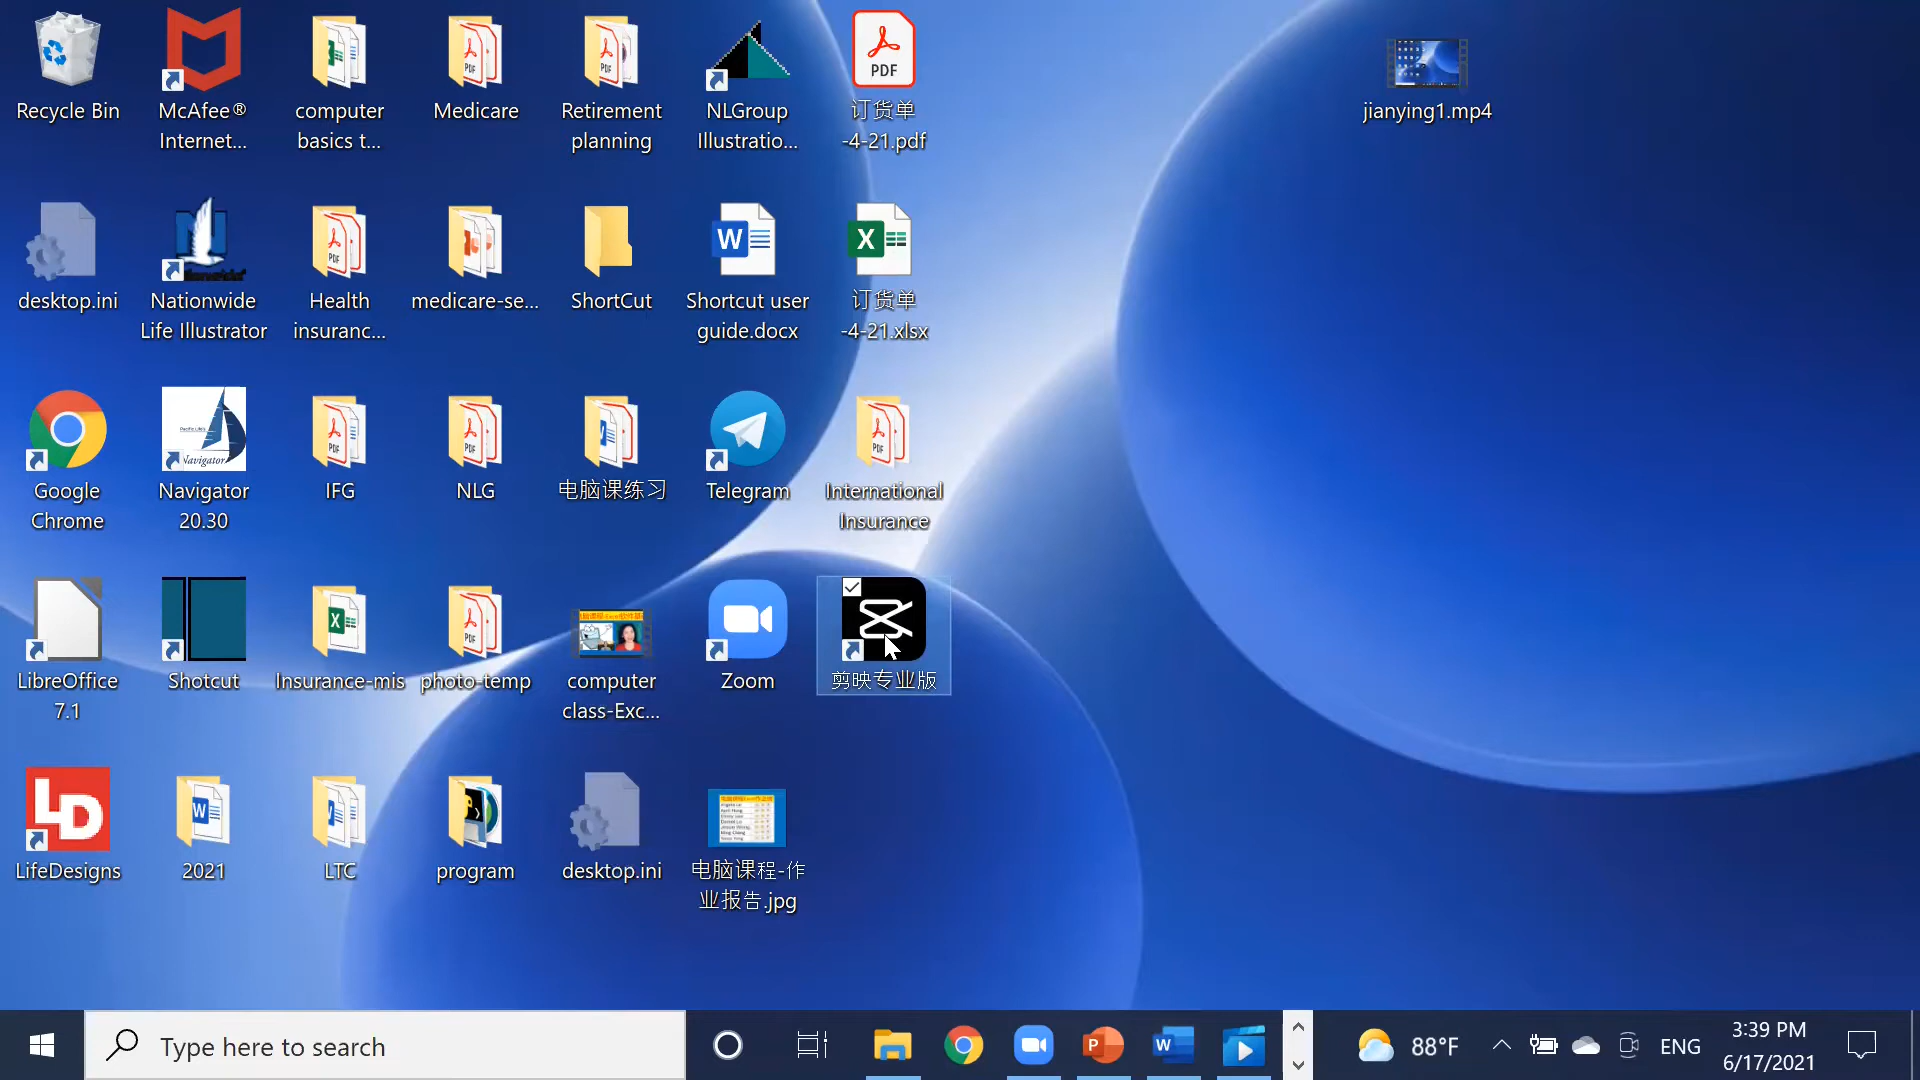 Recycle Bin
McAfee®
Internet...
computer
basics t...
Medicare
Retirement
planning
NLGroup
Illustratio...
订货单
-4-21.pdf
jianying1.mp4
desktop.ini
Nationwide
Life Illustrator
Health
insuranc...
medicare-se...
ShortCut
Shortcut user
guide.docx
订货单
-4-21.xlsx
Google
Chrome
Navigator
20.30
IFG
NLG
电脑课练习
Telegram
International
Insurance
LibreOffice
7.1
Shotcut
Insurance-mis
photo-temp
computer
class-Exc...
Zoom
剪映专业版
LifeDesigns
2021
LTC
program
desktop.ini
电脑课程-作
业报告.jpg
Type here to search
88°F
ENG
3:39 PM
6/17/2021